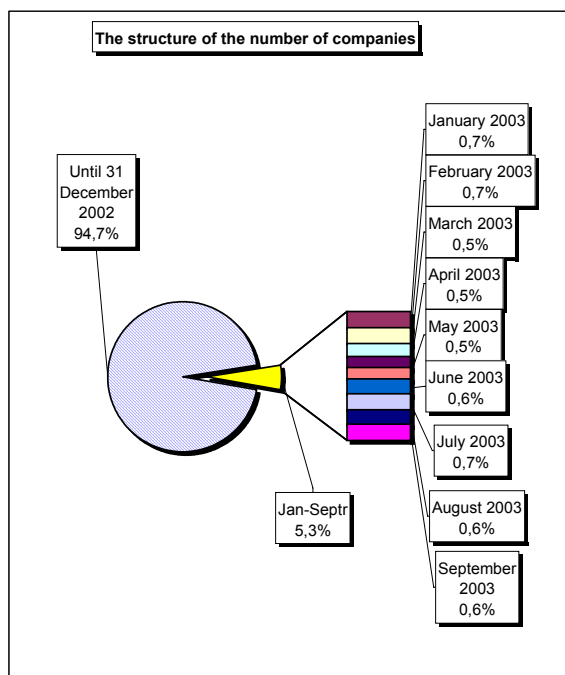 The structure of the number of companies
Until 31
December
2002
94,7%
January 2003
0,7%
February 2003
0,7%
March 2003
0,5%
April 2003
0,5%
May 2003
0,5%
June 2003
0,6%
July 2003
0,7%
August 2003
0,6%
September
2003
0,6%
Jan-Septr
5,3%